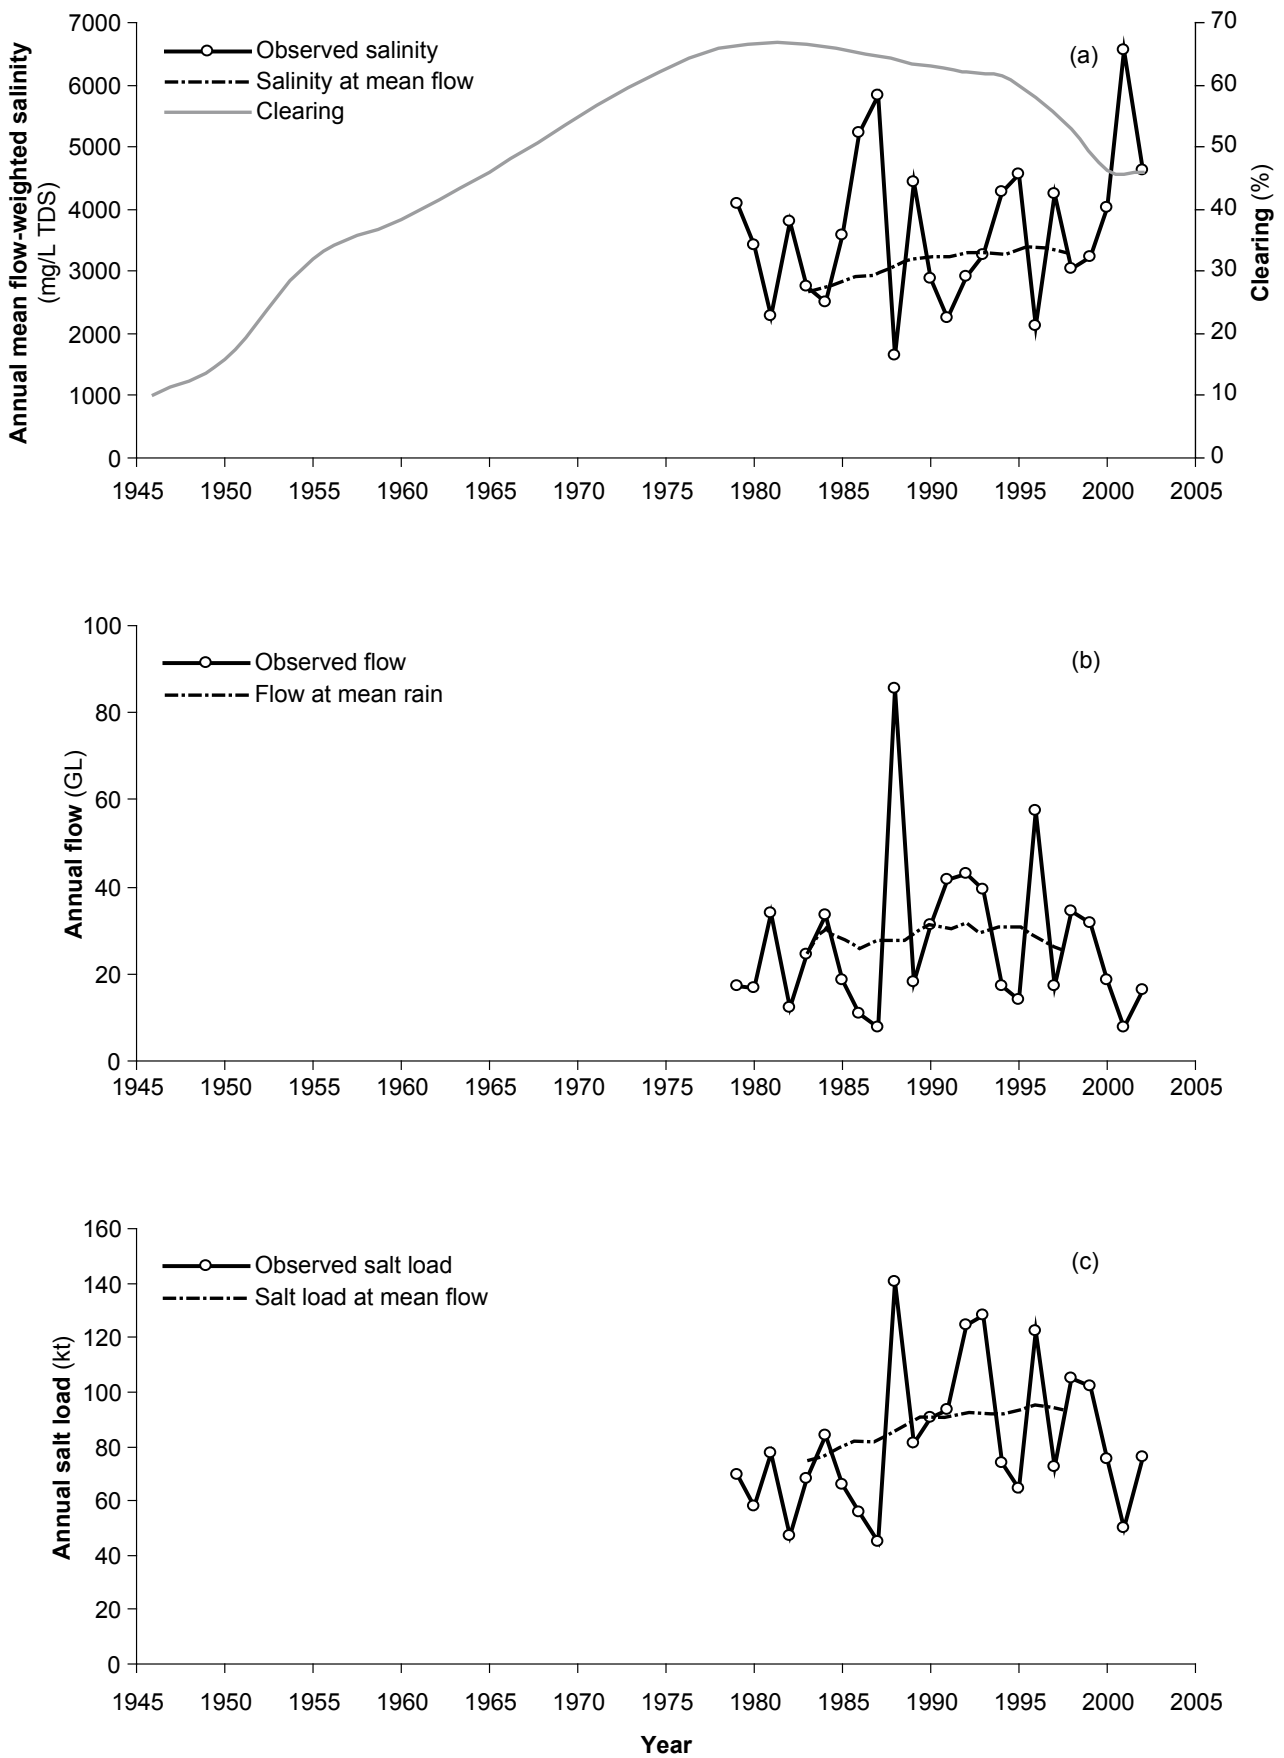 Annual mean flow-weighted salinity
(mg/L TDS)
7000
6000
5000
4000
3000
2000
1000
0
Observed salinity
Salinity at mean flow
Clearing
(a)
70
60
50
40
30
20
10
0
Clearing (%)
1945 1950 1955 1960 1965 1970 1975 1980 1985 1990 1995 2000 2005
Annual flow (GL)
100
80
60
40
20
0
Observed flow
Flow at mean rain
(b)
1945 1950 1955 1960 1965 1970 1975 1980 1985 1990 1995 2000 2005
Annual salt load (kt)
160
140
120
100
80
60
40
20
0
Observed salt load
Salt load at mean flow
(c)
1945 1950 1955 1960 1965 1970 1975 1980 1985 1990 1995 2000 2005
Year